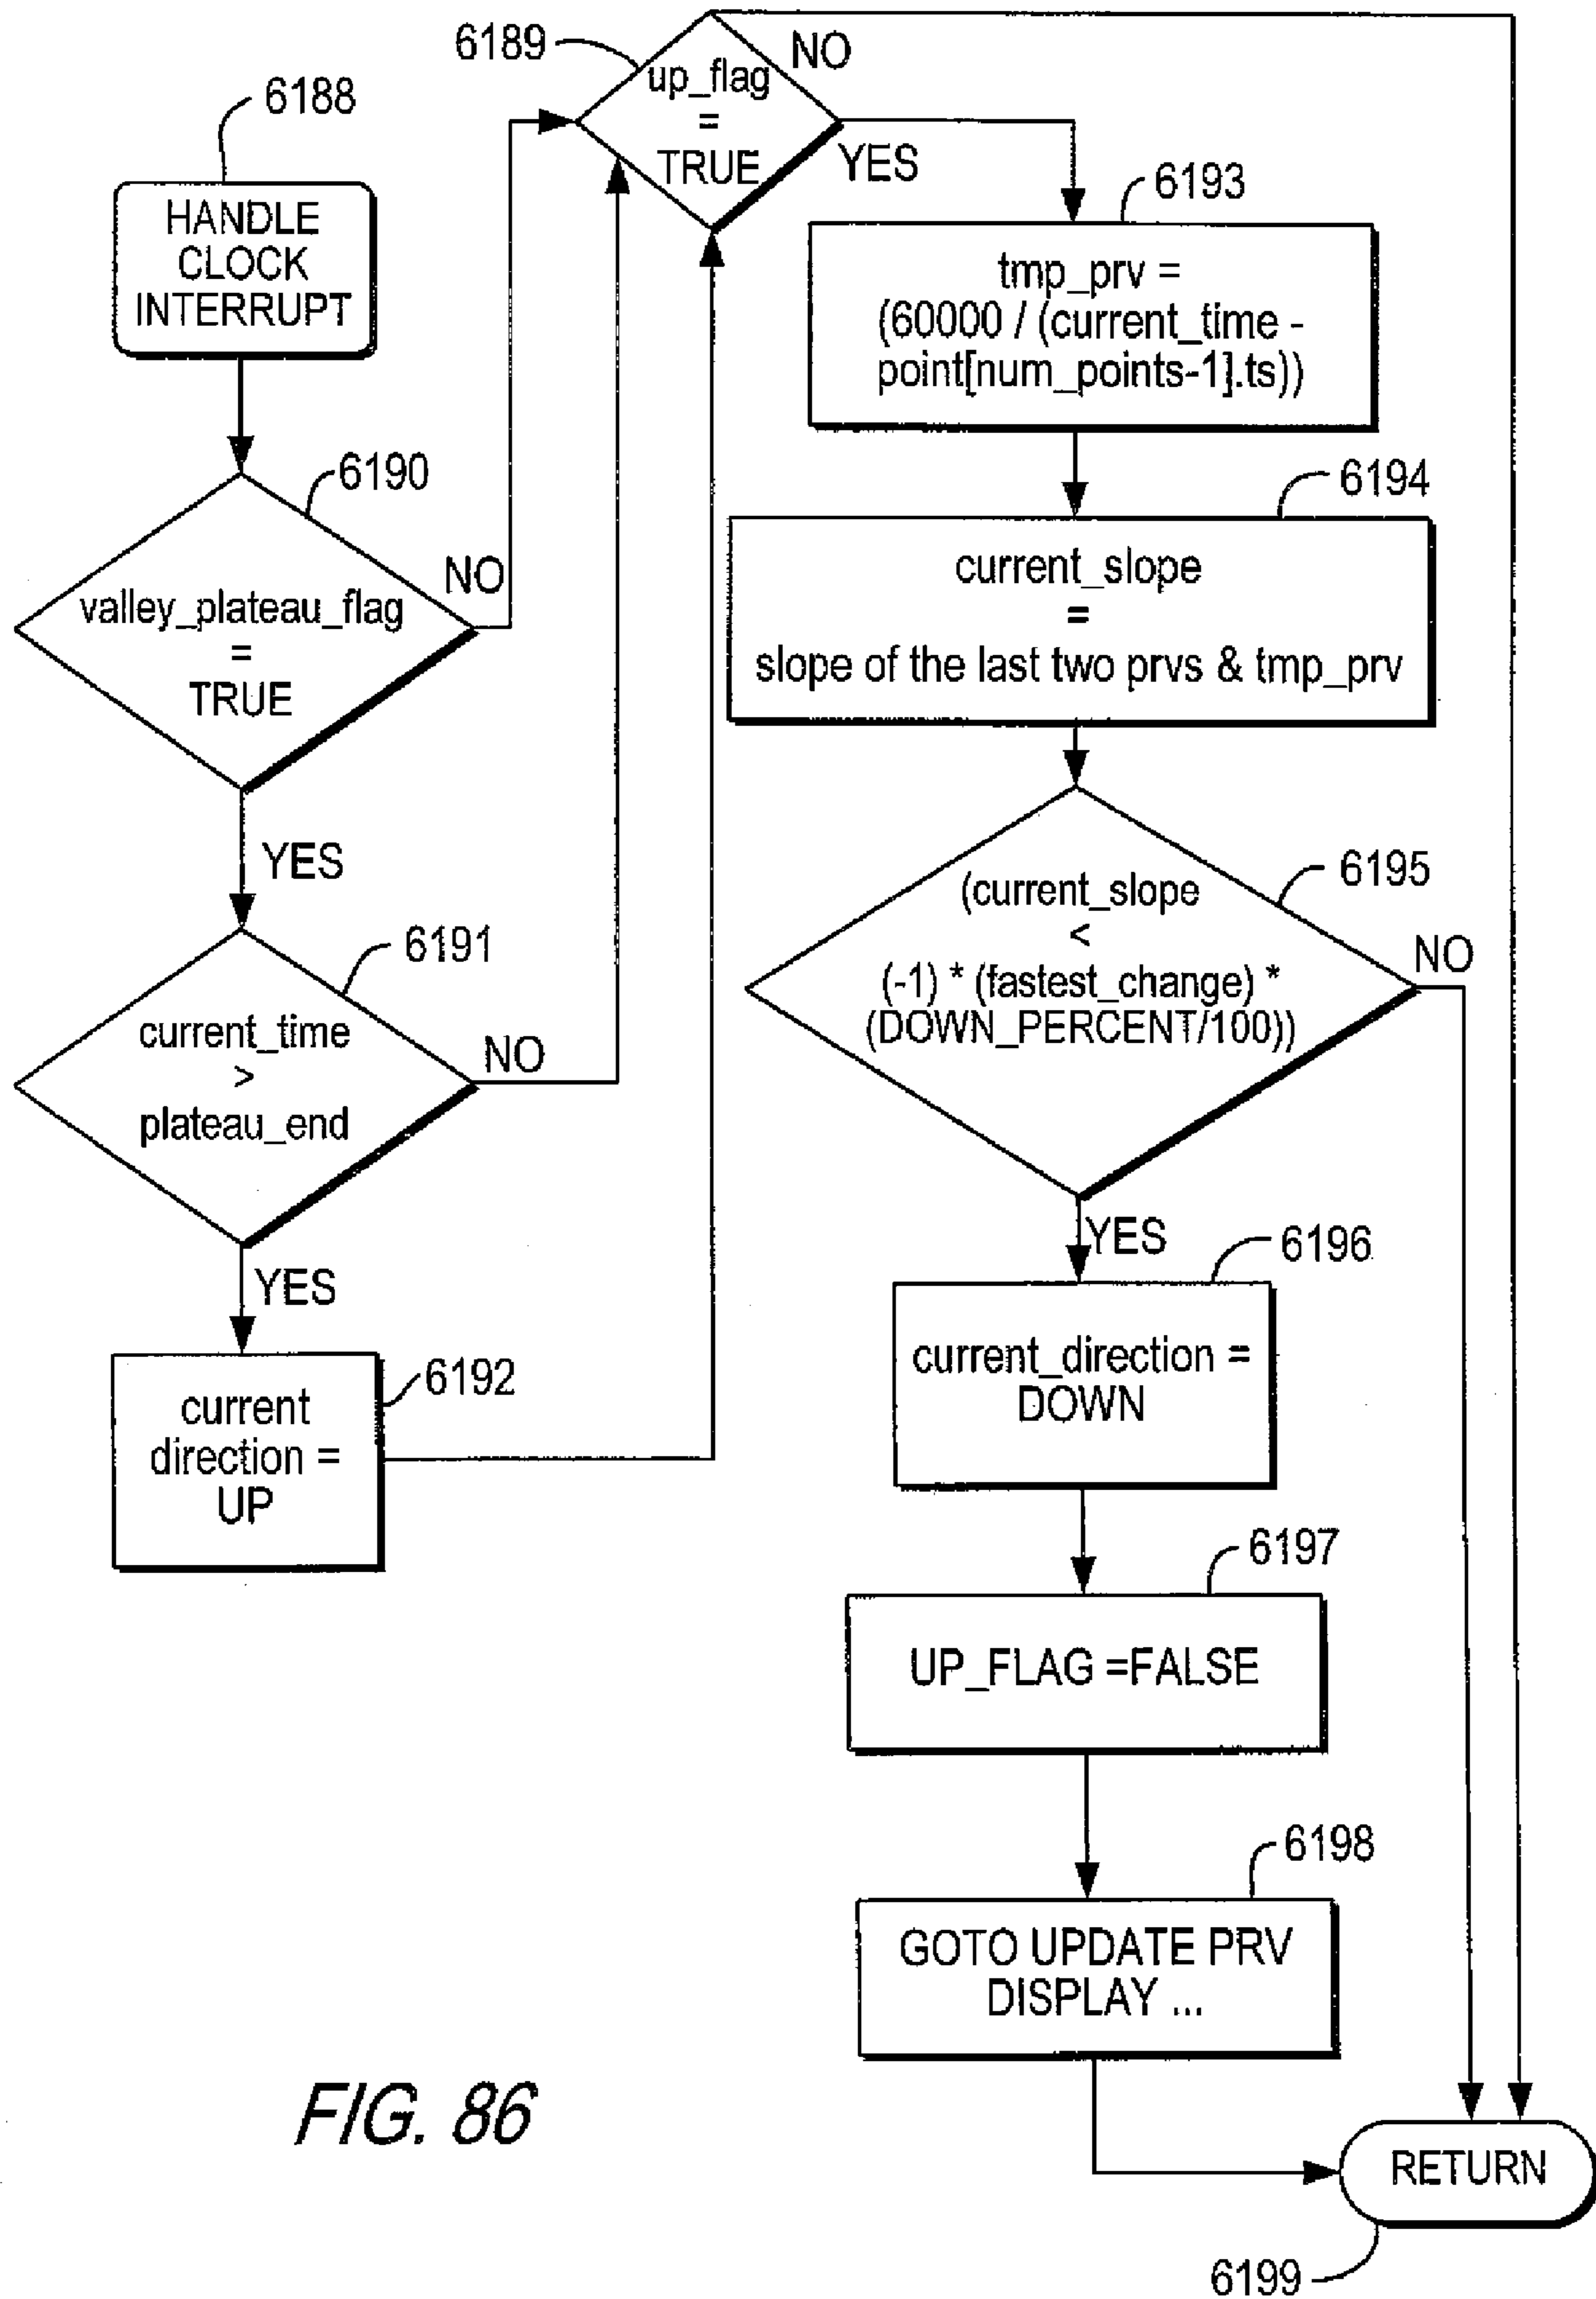 6188
HANDLE
CLOCK
INTERRUPT
6190
valley_plateau_flag
=
TRUE
NO
YES
6191
current_time
>
plateau_end
NO
YES
6192
current
direction =
UP
6189
up_flag
=
TRUE
NO
YES
6193
tmp_prv =
(60000 / (current_time -
point[num_points-1].ts))
6194
current_slope
=
slope of the last two prvs & tmp_prv
6195
(current_slope
<
(-1) * (fastest_change) *
(DOWN_PERCENT/100))
NO
YES
6196
current_direction =
DOWN
6197
UP_FLAG =FALSE
6198
GOTO UPDATE PRV
DISPLAY ...
RETURN
6199
FIG. 86